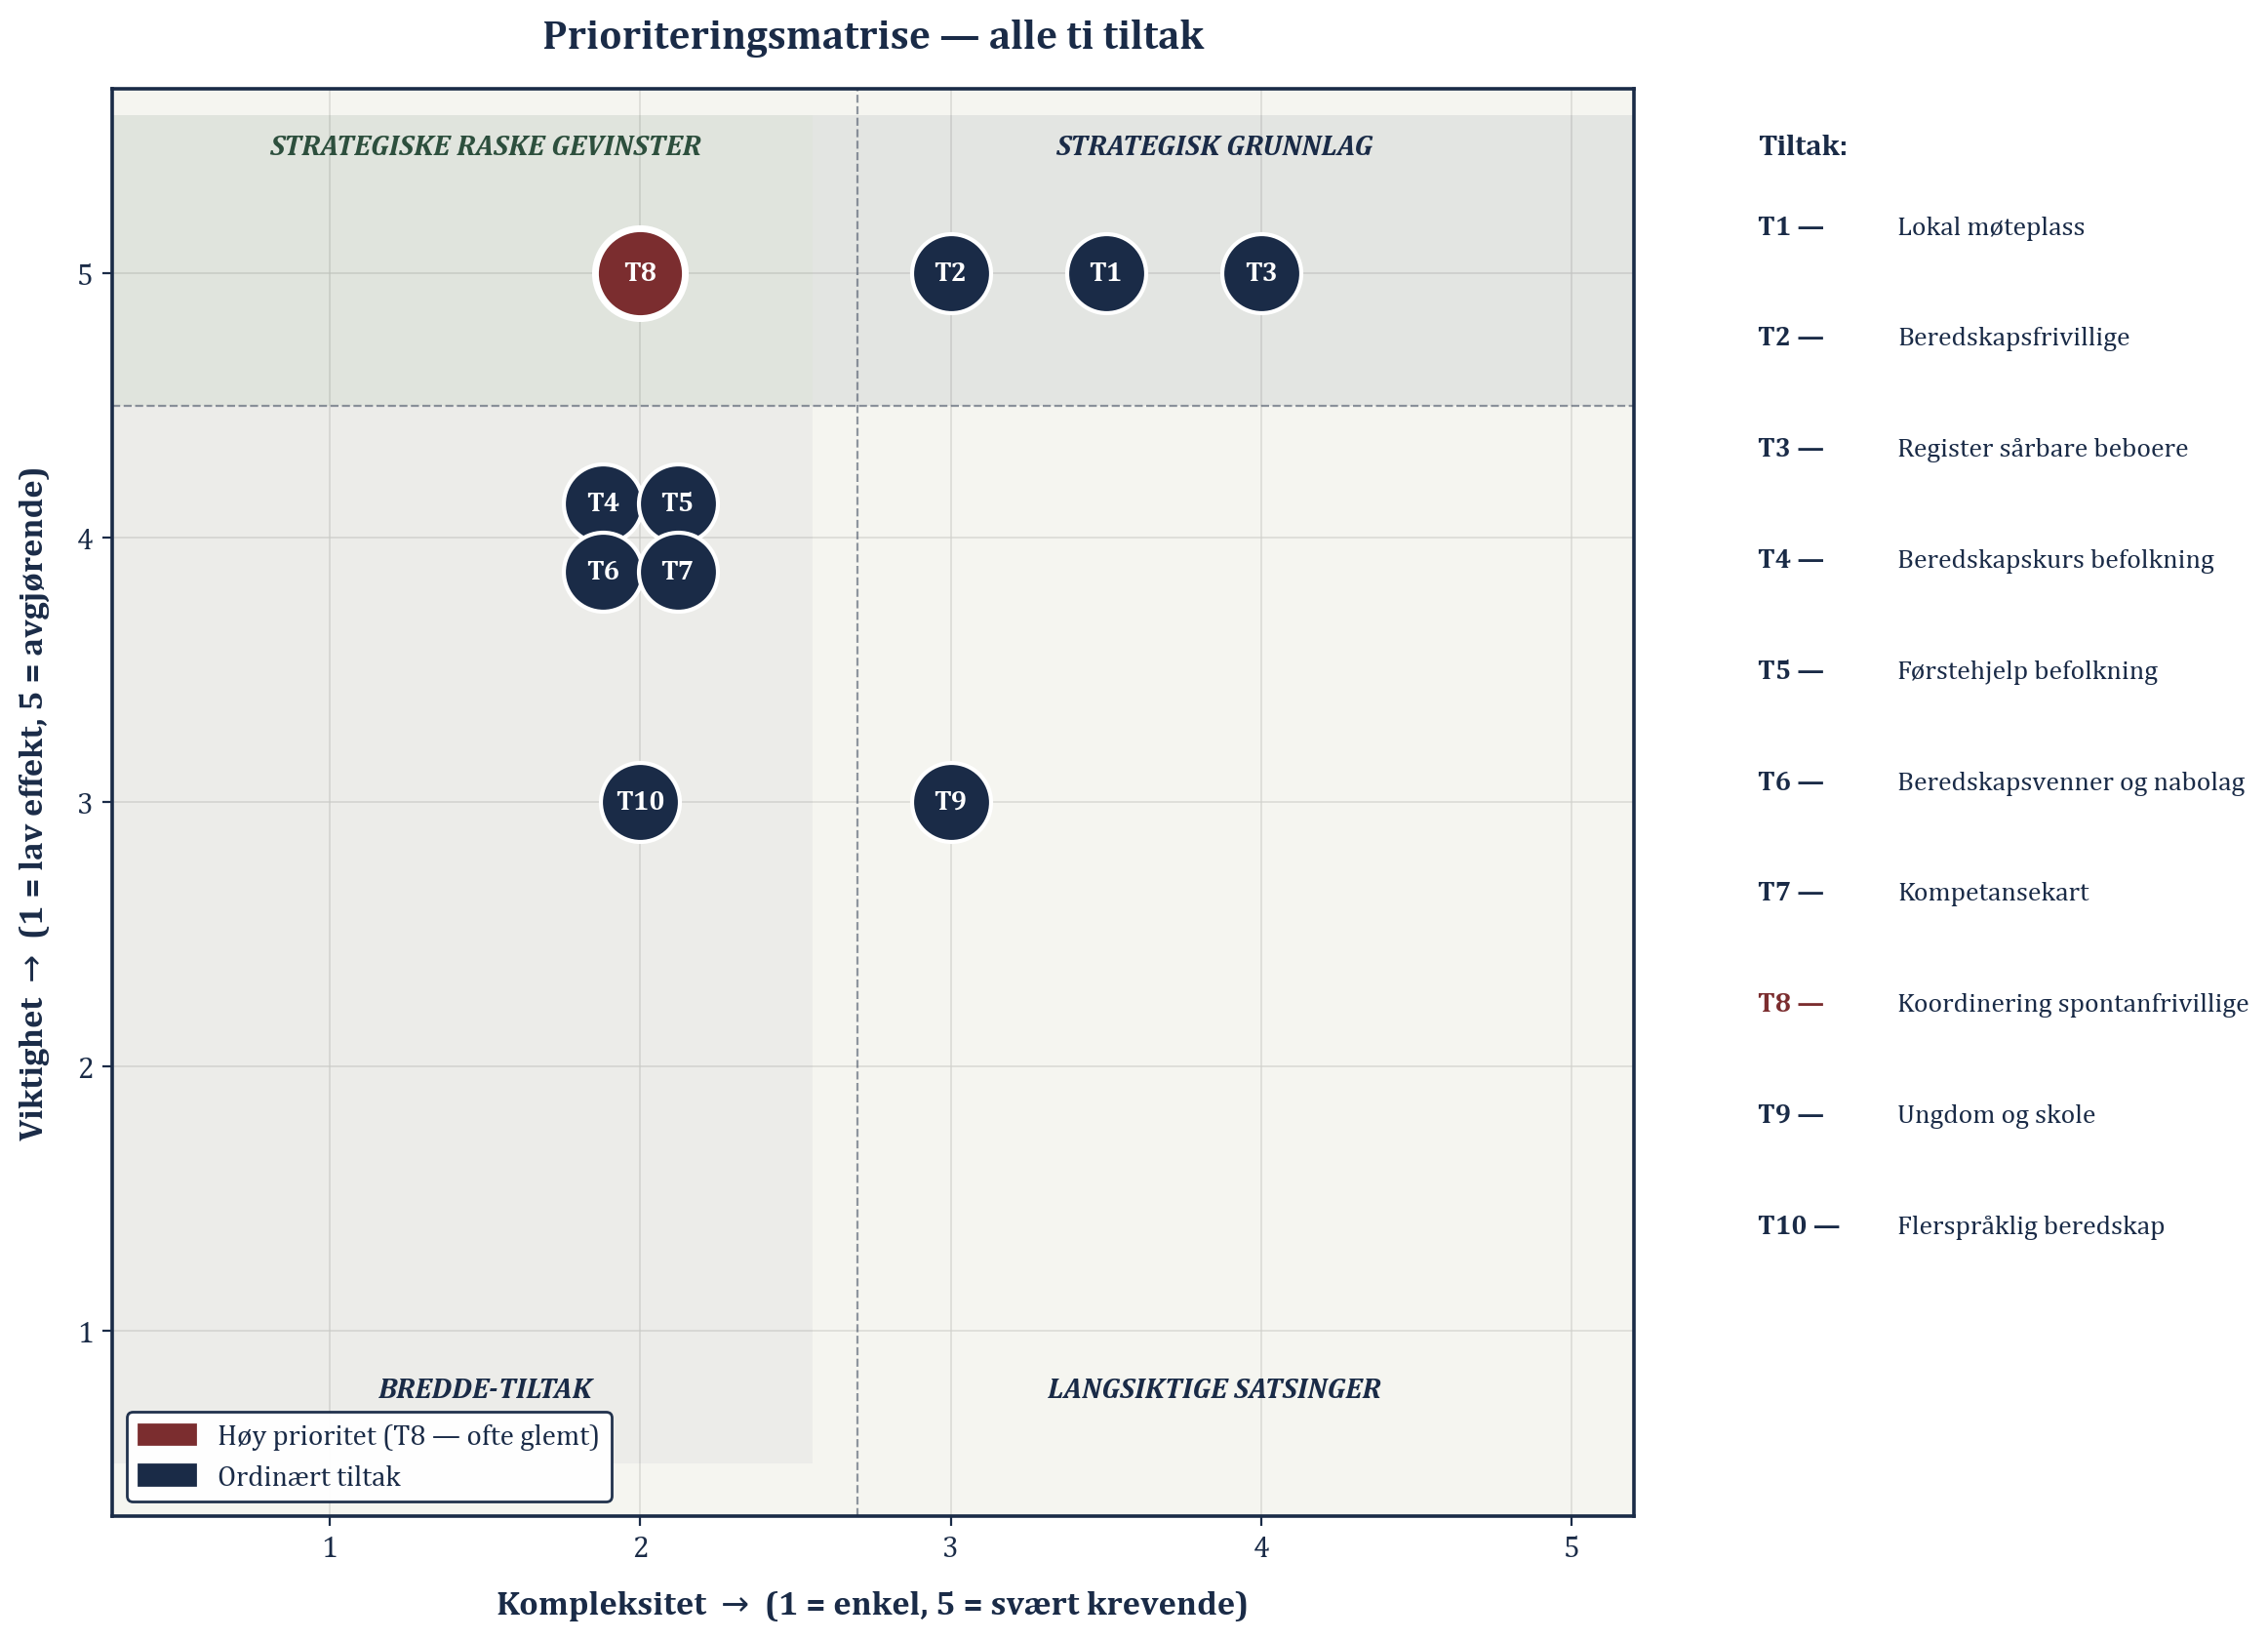 Prioriteringsmatrise — alle ti tiltak
STRATEGISKE RASKE GEVINSTER
STRATEGISK GRUNNLAG
T8
T2
T1
T3
T4
T5
T6
T7
T10
T9
BREDDE-TILTAK
LANGSIKTIGE SATSINGER
Høy prioritet (T8 — ofte glemt)
Ordinært tiltak
5
4
3
2
1
Viktighet → (1 = lav effekt, 5 = avgjørende)
1
2
3
4
5
Kompleksitet → (1 = enkel, 5 = svært krevende)
Tiltak:
T1 — Lokal møteplass
T2 — Beredskapsfrivillige
T3 — Register sårbare beboere
T4 — Beredskapskurs befolkning
T5 — Førstehjelp befolkning
T6 — Beredskapsvenner og nabolag
T7 — Kompetansekart
T8 — Koordinering spontanfrivillige
T9 — Ungdom og skole
T10 — Flerspråklig beredskap